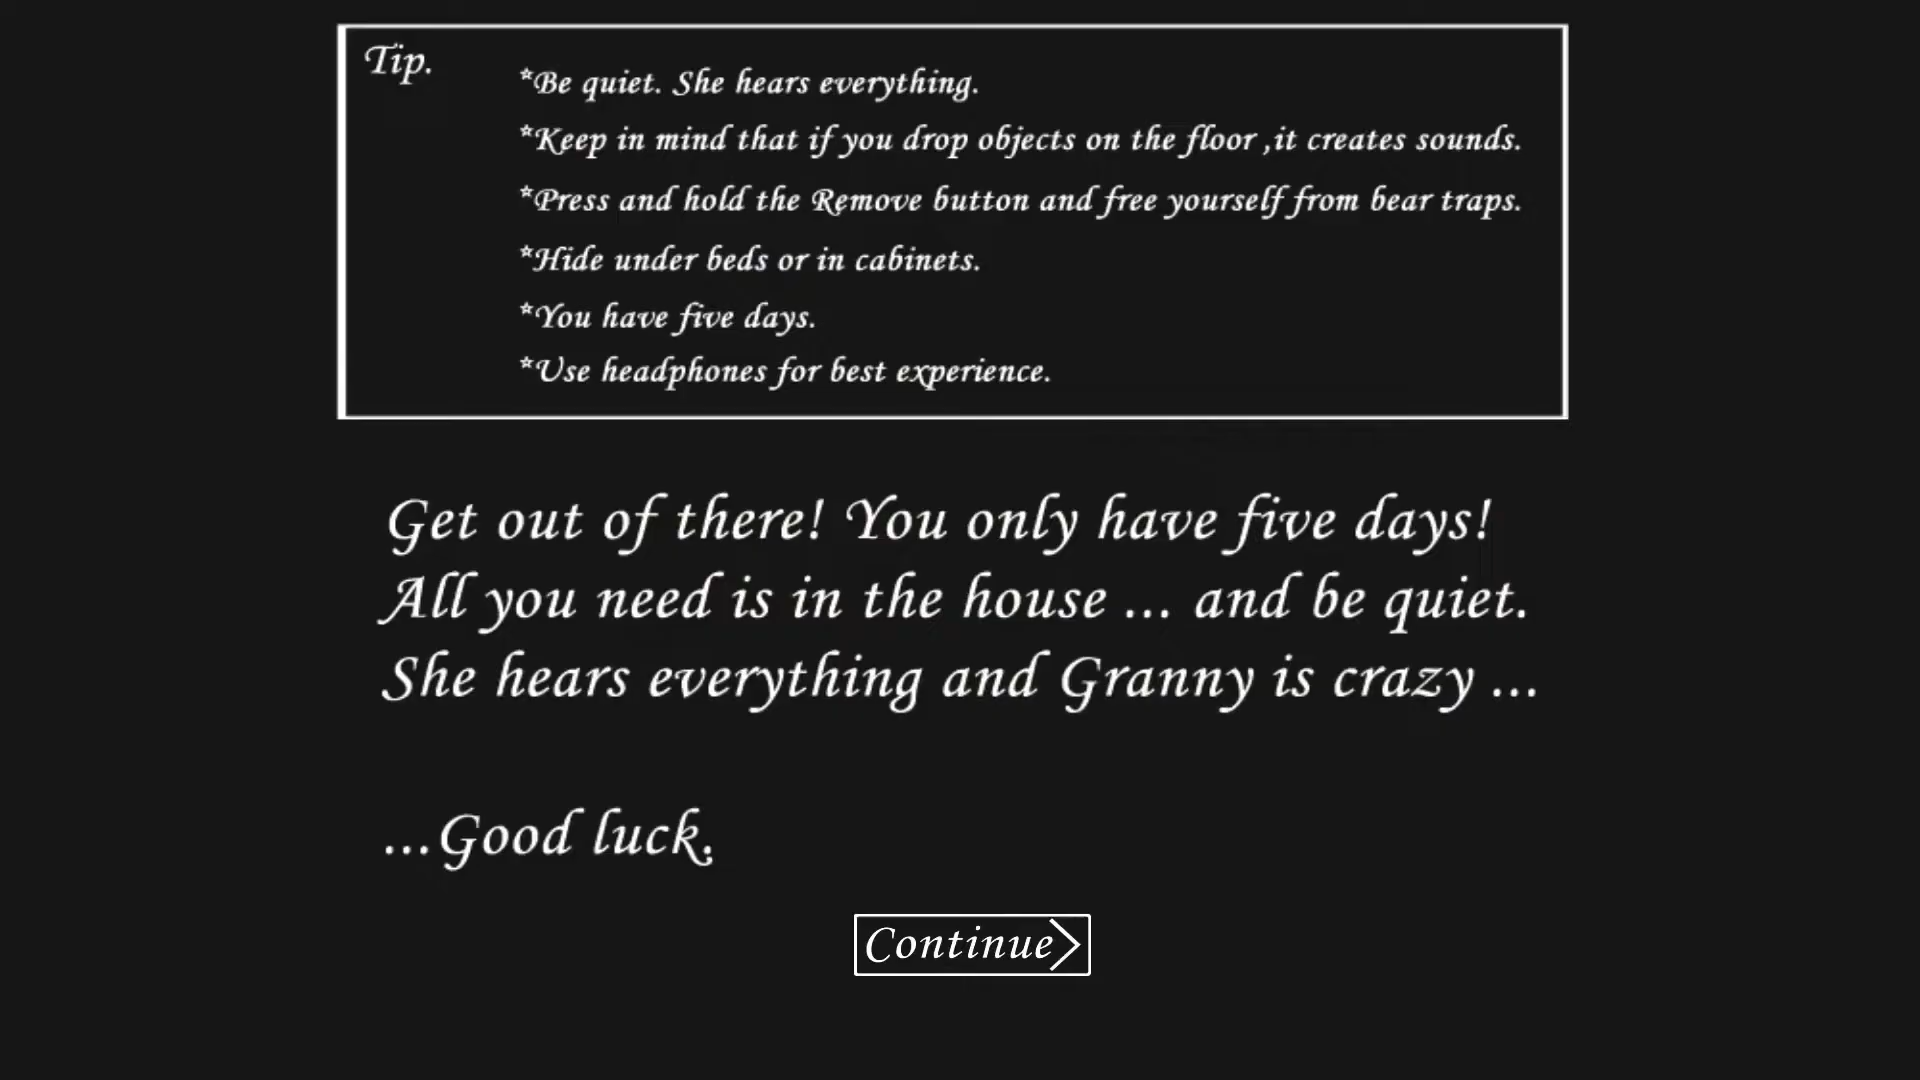 Tip.
*Be quiet. She hears everything.
*Keep in mind that if you drop objects on the floor ,it creates sounds.
*Press and hold the Remove button and free yourself from bear traps.
*Hide under beds or in cabinets.
*You have five days.
*Use headphones for best experience.
Get out of there! You only have five days!
All you need is in the house ... and be quiet.
She hears everything and Granny is crazy ...
...Good luck.
Continue>